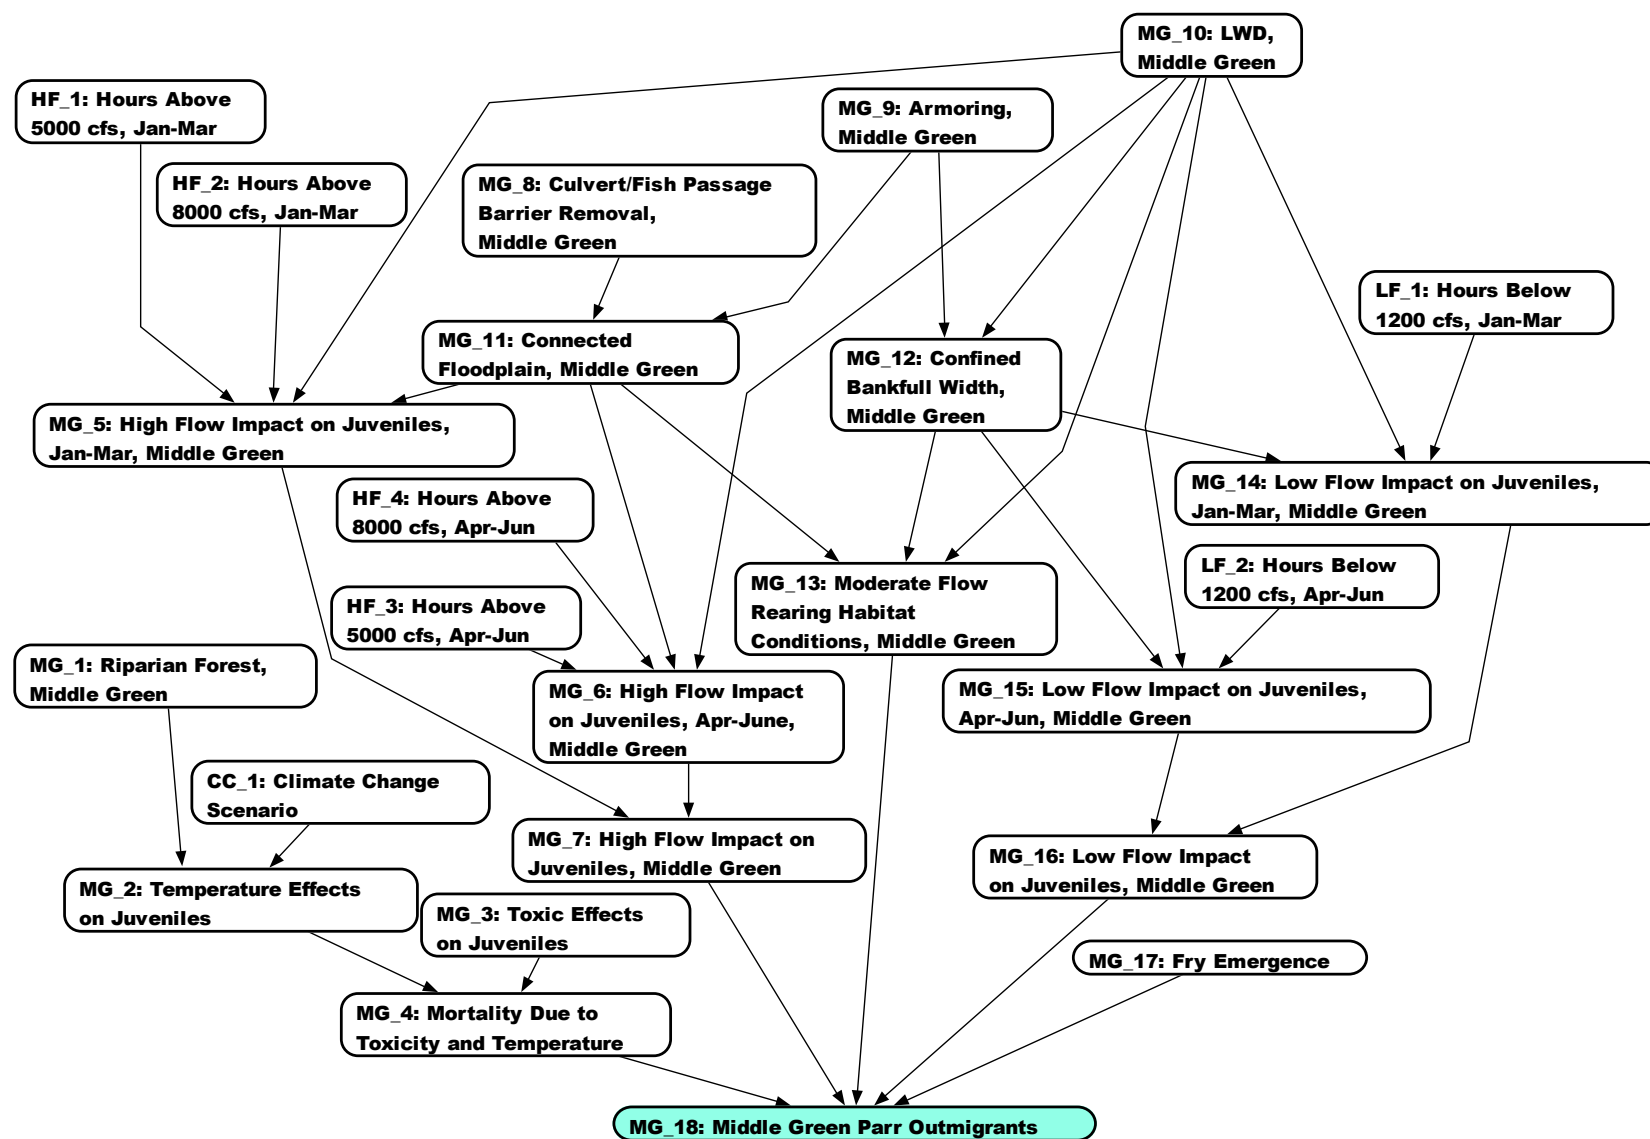 MG_10: LWD,
Middle Green
HF_1: Hours Above
5000 cfs, Jan-Mar
MG_9: Armoring,
Middle Green
HF_2: Hours Above
8000 cfs, Jan-Mar
MG_8: Culvert/Fish Passage
Barrier Removal,
Middle Green
LF_1: Hours Below
1200 cfs, Jan-Mar
MG_11: Connected
Floodplain, Middle Green
MG_12: Confined
Bankfull Width,
Middle Green
MG_5: High Flow Impact on Juveniles,
Jan-Mar, Middle Green
MG_14: Low Flow Impact on Juveniles,
Jan-Mar, Middle Green
HF_4: Hours Above
8000 cfs, Apr-Jun
LF_2: Hours Below
1200 cfs, Apr-Jun
MG_13: Moderate Flow
Rearing Habitat
Conditions, Middle Green
HF_3: Hours Above
5000 cfs, Apr-Jun
MG_1: Riparian Forest,
Middle Green
MG_6: High Flow Impact
on Juveniles, Apr-June,
Middle Green
MG_15: Low Flow Impact on Juveniles,
Apr-Jun, Middle Green
CC_1: Climate Change
Scenario
MG_7: High Flow Impact on
Juveniles, Middle Green
MG_16: Low Flow Impact
on Juveniles, Middle Green
MG_2: Temperature Effects
on Juveniles
MG_3: Toxic Effects
on Juveniles
MG_17: Fry Emergence
MG_4: Mortality Due to
Toxicity and Temperature
MG_18: Middle Green Parr Outmigrants